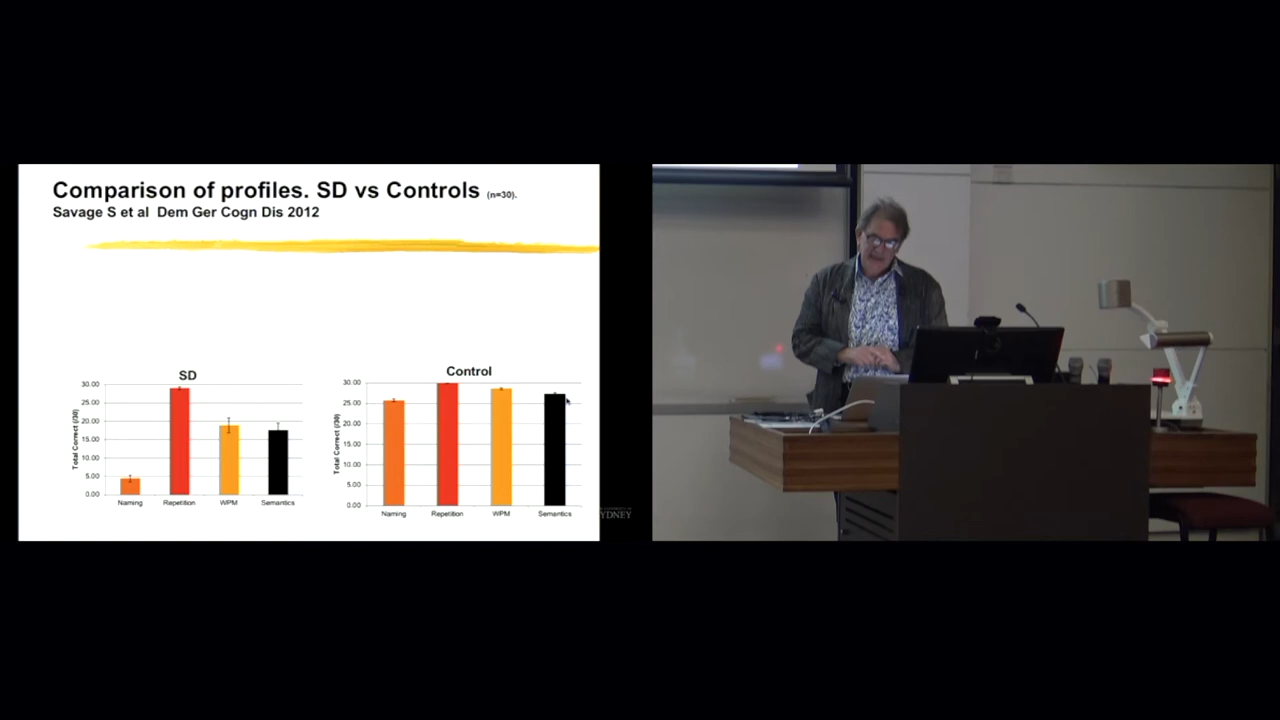 Comparison of profiles. SD vs Controls (n=30).
Savage S et al Dem Ger Cogn Dis 2012
SD
Total Correct (/30)
30.00
25.00
20.00
15.00
10.00
5.00
0.00
Naming Repetition WPM Semantics
Control
Total Correct (/30)
30.00
25.00
20.00
15.00
10.00
5.00
0.00
Naming Repetition WPM Semantics
YDNEY